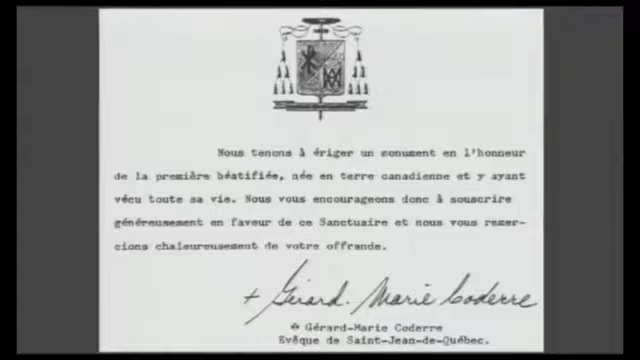 Nous tenons à ériger un monument en l'honneur
de la première béatifiée, née en terre canadienne et y ayant
vécu toute sa vie. Nous vous encourageons donc à souscrire
généreusement en faveur de ce Sanctuaire et nous vous remer-
cions chaleureusement de votre offrande.
+ Gérard-Marie Coderre
Gérard-Marie Coderre
Evêque de Saint-Jean-de-Québec.